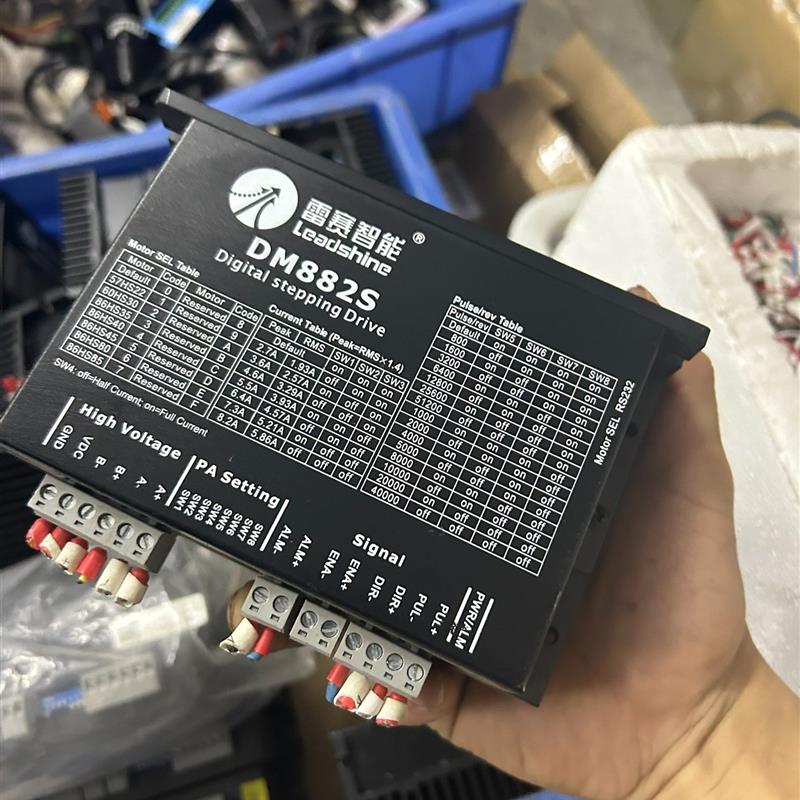 雷赛智能®
Leadshine
DM882S
Digital stepping Drive
Motor SEL Table
Motor Code Motor Code
Default 0 Reserved 8
57HS22 1 Reserved 9
60HS30 2 Reserved A
86HS35 3 Reserved B
86HS40 4 Reserved C
86HS45 5 Reserved D
86HS80 6 Reserved E
86HS85 7 Reserved F
SW4: off=Half Current; on=Full Current
Current Table (Peak=RMS×1.4)
Peak RMS SW1 SW2 SW3
Default on on on
2.7A 1.93A off on on
3.6A 2.57A on off on
4.6A 3.29A off off on
5.5A 3.93A on on off
6.4A 4.57A off on off
7.3A 5.21A on off off
8.2A 5.86A off off off
Pulse/rev Table
Pulse/rev SW5 SW6 SW7 SW8
Default on on on on
800 off on on on
1600 on off on on
3200 off off on on
6400 on on off on
12800 off on off on
25600 on off off on
51200 off off off on
1000 on on on off
2000 off on on off
4000 on off on off
5000 off off on off
8000 on on off off
10000 off on off off
20000 on off off off
40000 off off off off
Motor SEL RS232
High Voltage
GND
VDC
B-
B+
A-
A+
PA Setting
SW1
SW2
SW3
SW4
SW5
SW6
SW7
SW8
Signal
ALM-
ALM+
ENA-
ENA+
DIR-
DIR+
PUL-
PUL+
PWR/ALM